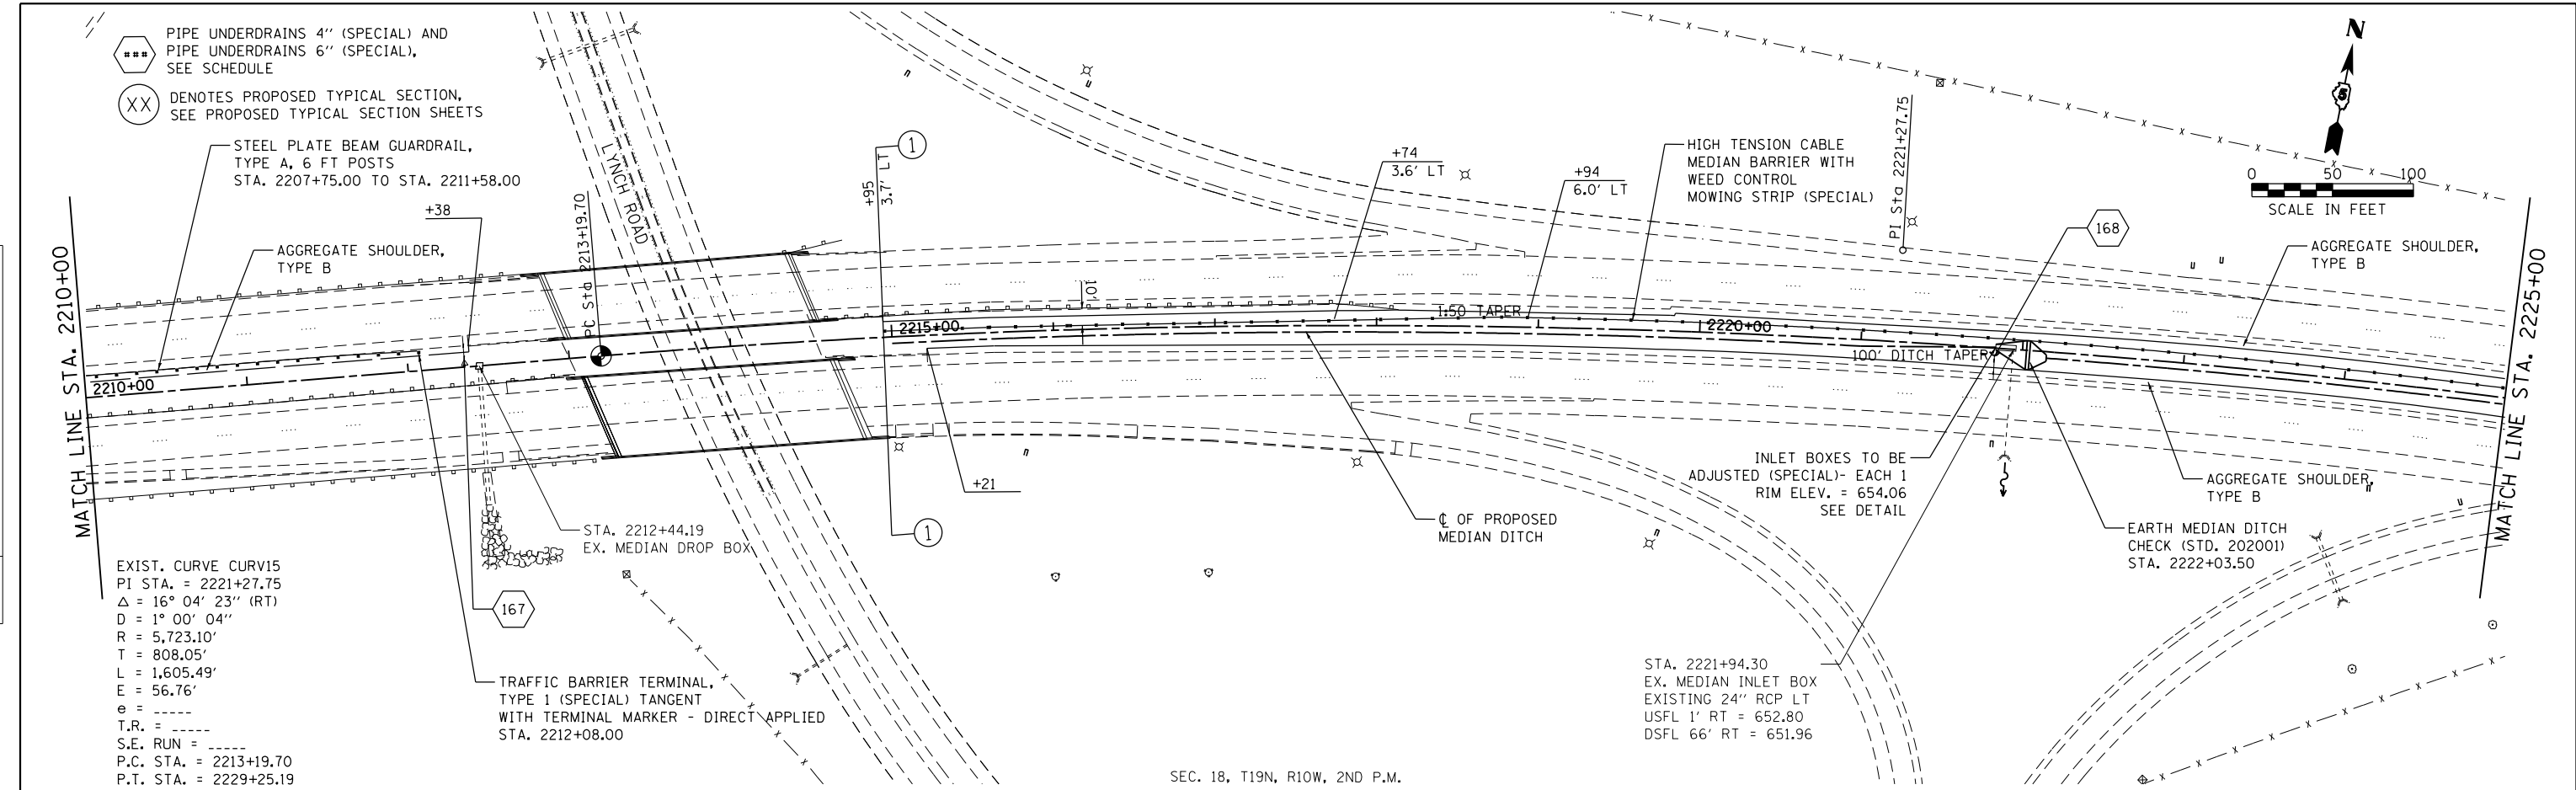 ###
PIPE UNDERDRAINS 4'' (SPECIAL) AND
PIPE UNDERDRAINS 6'' (SPECIAL),
SEE SCHEDULE
XX
DENOTES PROPOSED TYPICAL SECTION,
SEE PROPOSED TYPICAL SECTION SHEETS
STEEL PLATE BEAM GUARDRAIL,
TYPE A, 6 FT POSTS
STA. 2207+75.00 TO STA. 2211+58.00
+38
AGGREGATE SHOULDER,
TYPE B
MATCH LINE STA. 2210+00
2210+00
LYNCH ROAD
PC Sta 2213+19.70
+95
3.7' LT
1
1
+74
3.6' LT
+94
6.0' LT
HIGH TENSION CABLE
MEDIAN BARRIER WITH
WEED CONTROL
MOWING STRIP (SPECIAL)
PI Sta 2221+27.75
N
5
0 50 100
SCALE IN FEET
168
AGGREGATE SHOULDER,
TYPE B
MATCH LINE STA. 2225+00
10'
2215+00
1:50 TAPER
2220+00
100' DITCH TAPER
+21
STA. 2212+44.19
EX. MEDIAN DROP BOX
167
℄ OF PROPOSED
MEDIAN DITCH
INLET BOXES TO BE
ADJUSTED (SPECIAL)- EACH 1
RIM ELEV. = 654.06
SEE DETAIL
AGGREGATE SHOULDER,
TYPE B
EARTH MEDIAN DITCH
CHECK (STD. 202001)
STA. 2222+03.50
EXIST. CURVE CURV15
PI STA. = 2221+27.75
△ = 16° 04' 23'' (RT)
D = 1° 00' 04''
R = 5,723.10'
T = 808.05'
L = 1,605.49'
E = 56.76'
e = _____
T.R. = _____
S.E. RUN = _____
P.C. STA. = 2213+19.70
P.T. STA. = 2229+25.19
TRAFFIC BARRIER TERMINAL,
TYPE 1 (SPECIAL) TANGENT
WITH TERMINAL MARKER - DIRECT APPLIED
STA. 2212+08.00
STA. 2221+94.30
EX. MEDIAN INLET BOX
EXISTING 24'' RCP LT
USFL 1' RT = 652.80
DSFL 66' RT = 651.96
SEC. 18, T19N, R10W, 2ND P.M.